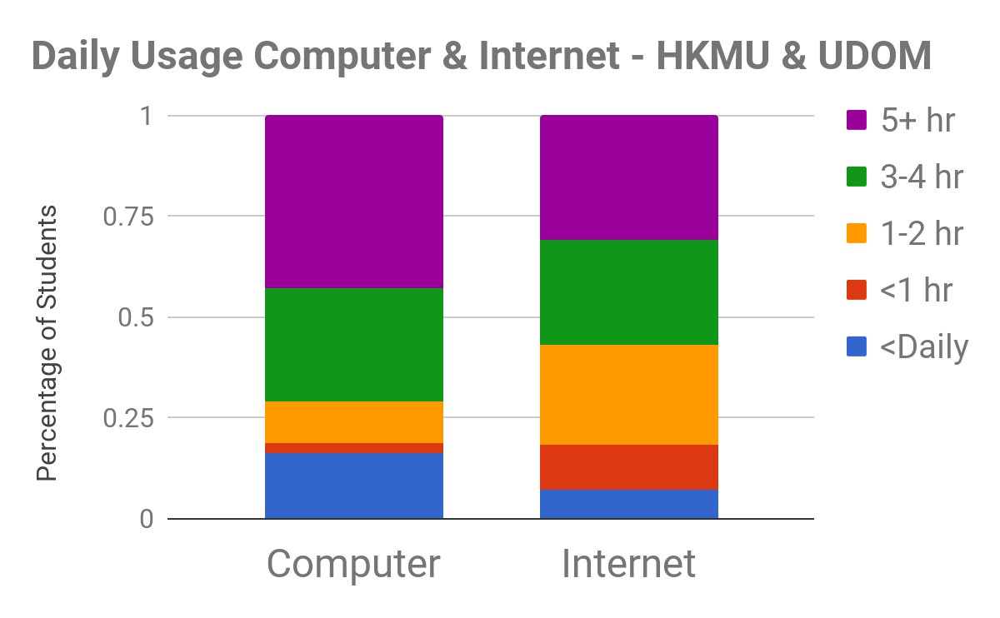 Daily Usage Computer & Internet - HKMU & UDOM
Percentage of Students
1
0.75
0.5
0.25
0
Computer
Internet
5+ hr
3-4 hr
1-2 hr
<1 hr
<Daily